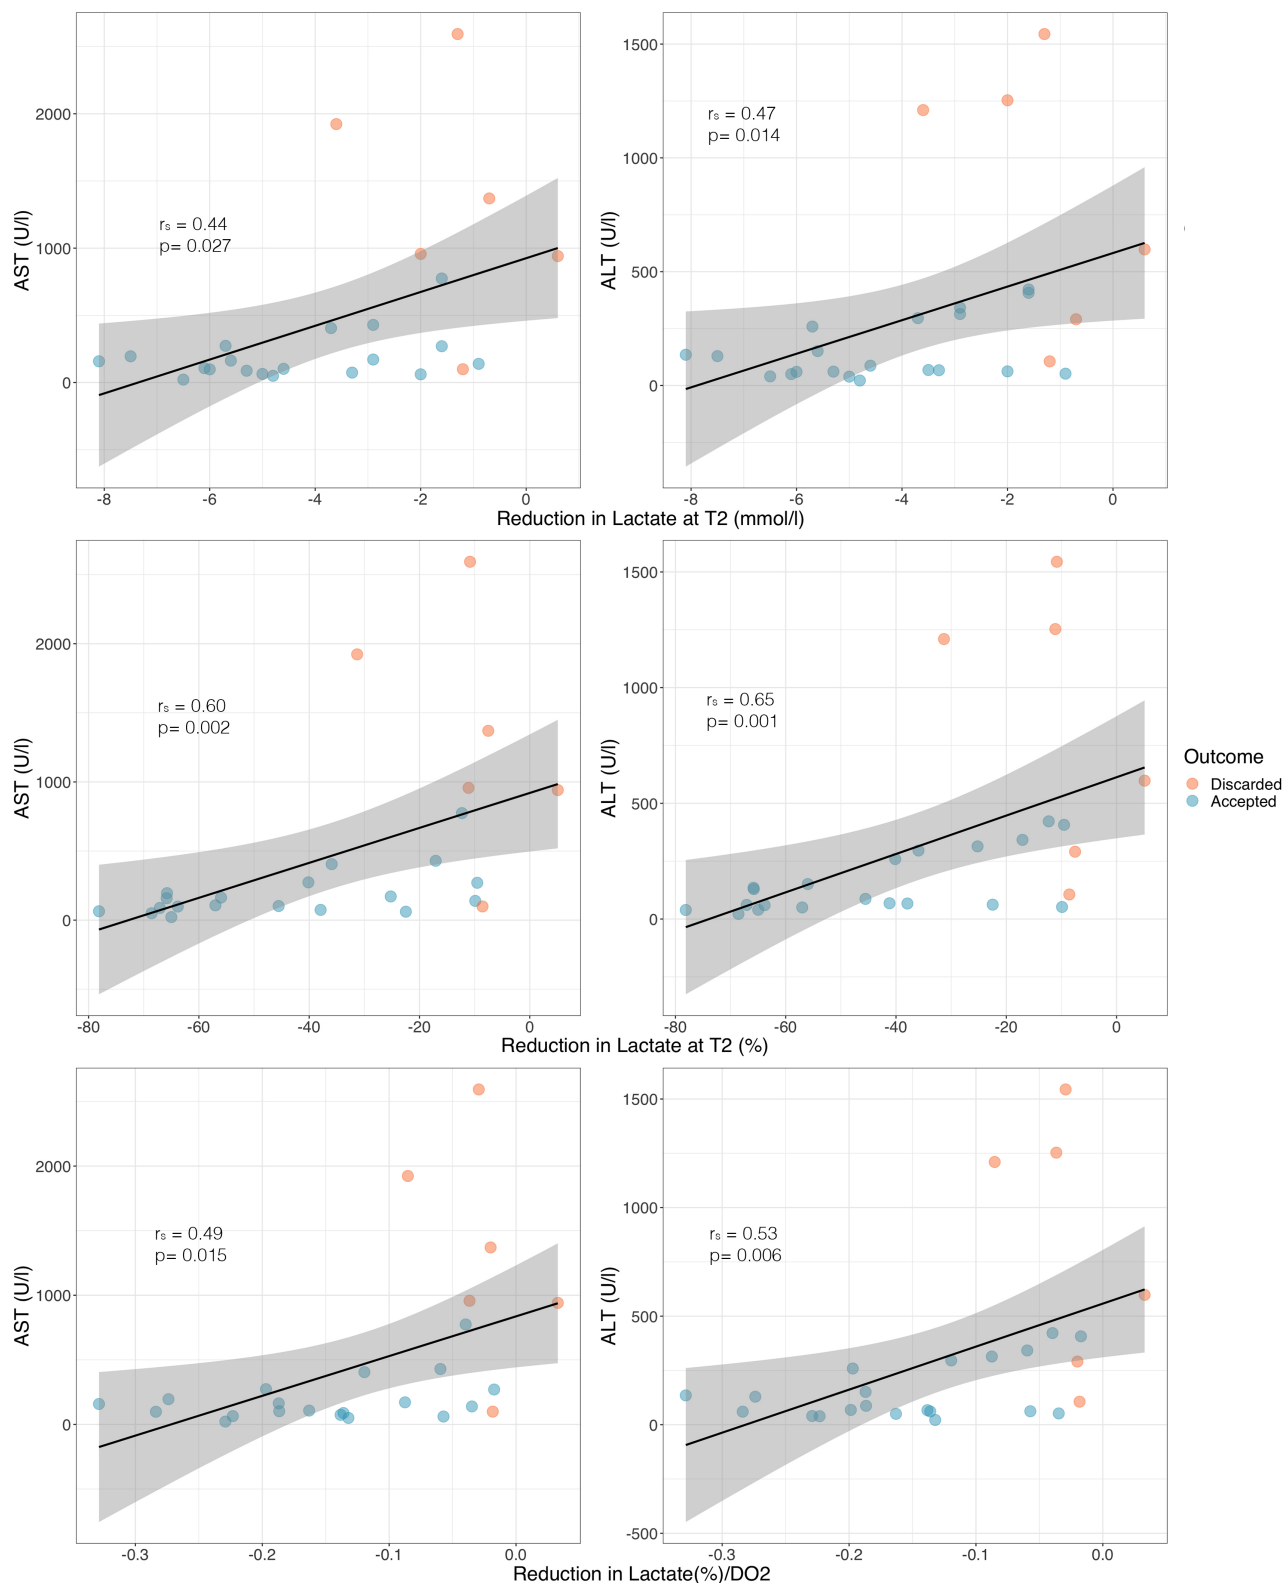 2000
1000
0
AST (U/l)
rs = 0.44
p= 0.027
-8 -6 -4 -2 0
1500
1000
500
0
ALT (U/l)
rs = 0.47
p= 0.014
-8 -6 -4 -2 0
Reduction in Lactate at T2 (mmol/l)
2000
1000
0
AST (U/l)
rs = 0.60
p= 0.002
-80 -60 -40 -20 0
1500
1000
500
0
ALT (U/l)
rs = 0.65
p= 0.001
-80 -60 -40 -20 0
Reduction in Lactate at T2 (%)
Outcome
Discarded
Accepted
2000
1000
0
AST (U/l)
rs = 0.49
p= 0.015
-0.3 -0.2 -0.1 0.0
1500
1000
500
0
-500
ALT (U/l)
rs = 0.53
p= 0.006
-0.3 -0.2 -0.1 0.0
Reduction in Lactate(%)/DO2